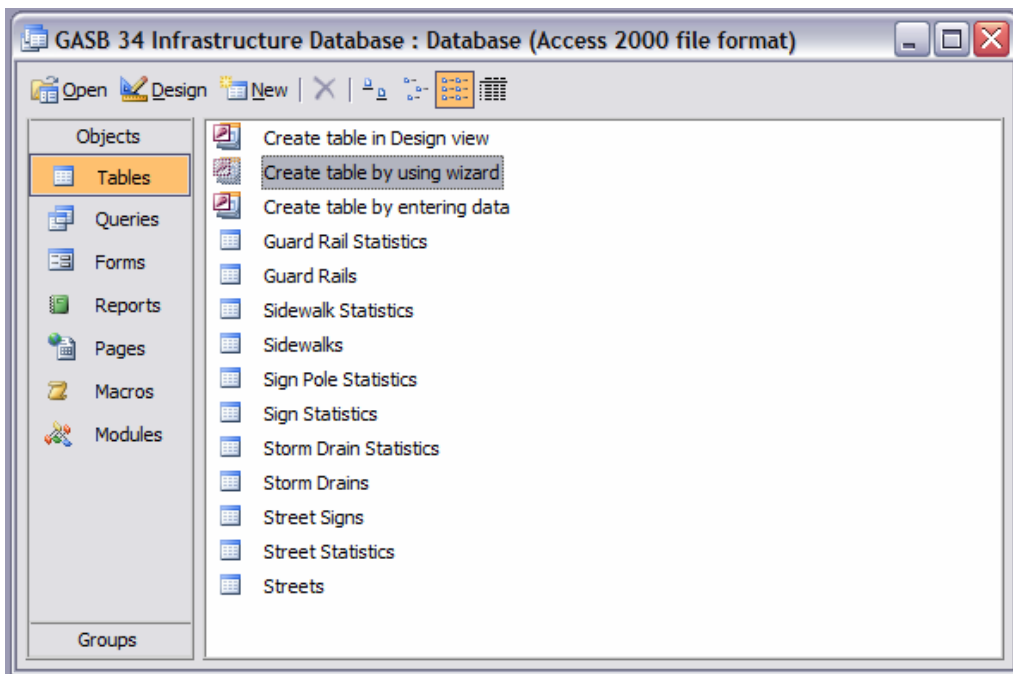 GASB 34 Infrastructure Database : Database (Access 2000 file format)
Open Design New
Objects
Tables
Queries
Forms
Reports
Pages
Macros
Modules
Groups
Create table in Design view
Create table by using wizard
Create table by entering data
Guard Rail Statistics
Guard Rails
Sidewalk Statistics
Sidewalks
Sign Pole Statistics
Sign Statistics
Storm Drain Statistics
Storm Drains
Street Signs
Street Statistics
Streets